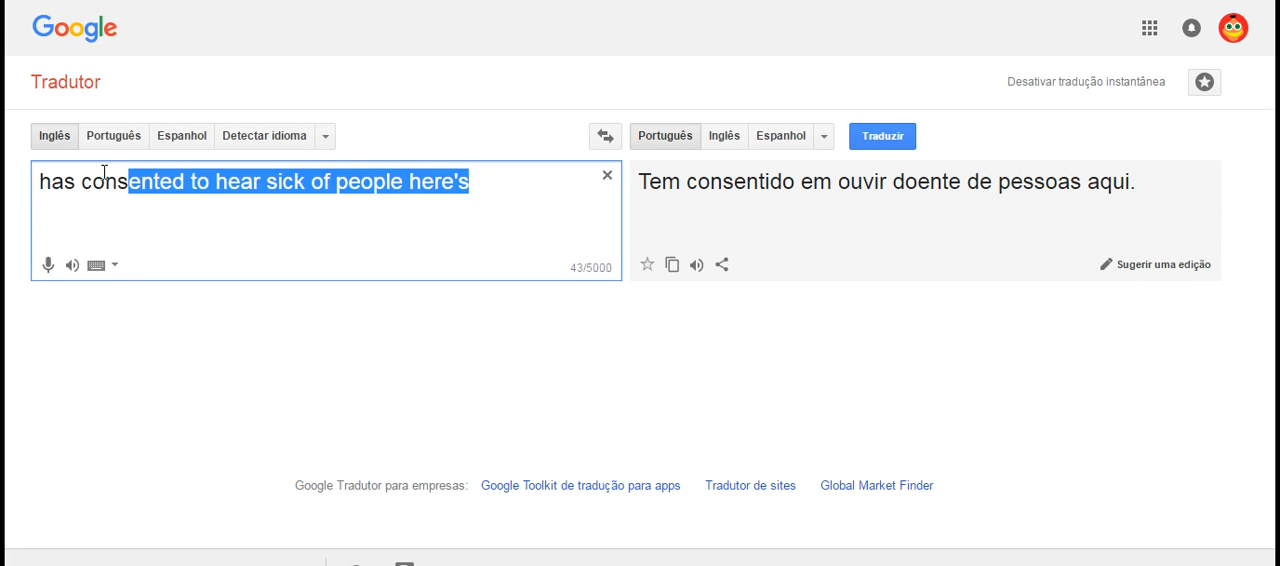 Google
Tradutor
Desativar tradução instantânea
Inglês Português Espanhol Detectar idioma
Português Inglês Espanhol Traduzir
has consented to hear sick of people here's
Tem consentido em ouvir doente de pessoas aqui.
43/5000
Sugerir uma edição
Google Tradutor para empresas: Google Toolkit de tradução para apps Tradutor de sites Global Market Finder